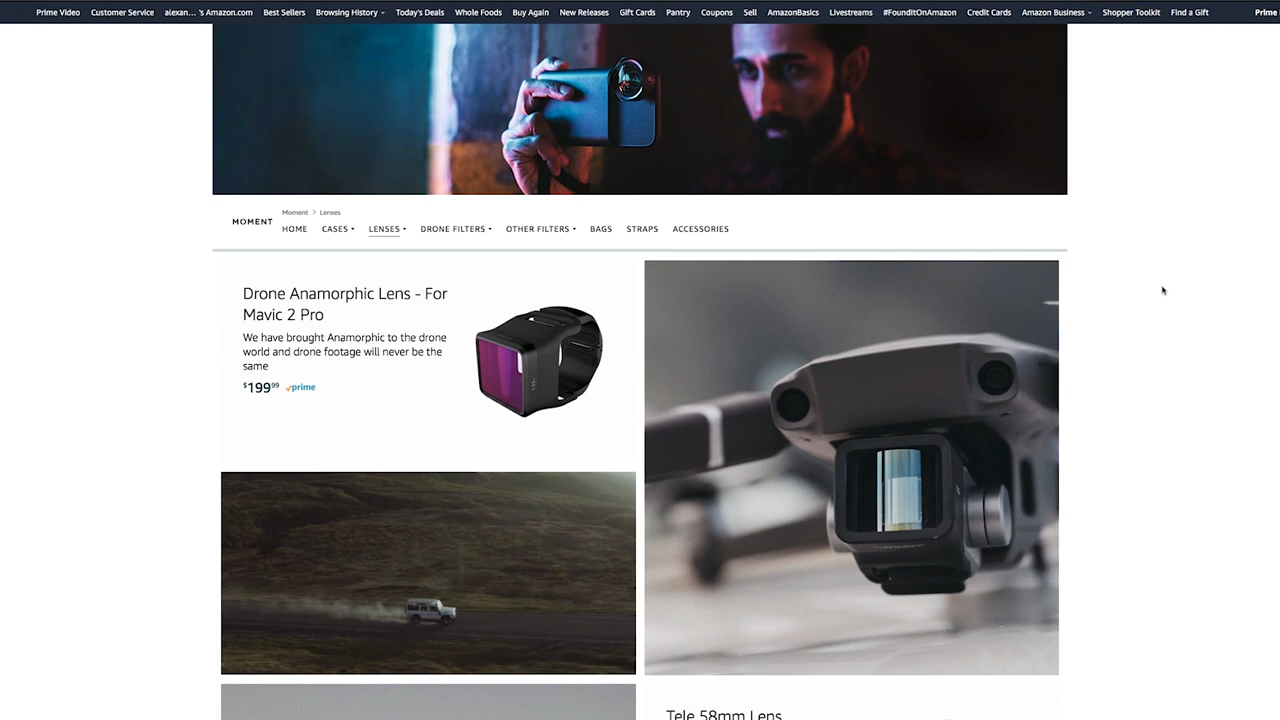 Prime Video Customer Service alexan... 's Amazon.com Best Sellers Browsing History Today's Deals Whole Foods Buy Again New Releases Gift Cards Pantry Coupons Sell AmazonBasics Livestreams #FoundItOnAmazon Credit Cards Amazon Business Shopper Toolkit Find a Gift Prime
MOMENT
Moment > Lenses
HOME CASES LENSES DRONE FILTERS OTHER FILTERS BAGS STRAPS ACCESSORIES
Drone Anamorphic Lens - For
Mavic 2 Pro
We have brought Anamorphic to the drone
world and drone footage will never be the
same
$199 99 prime
Tele 58mm Lens